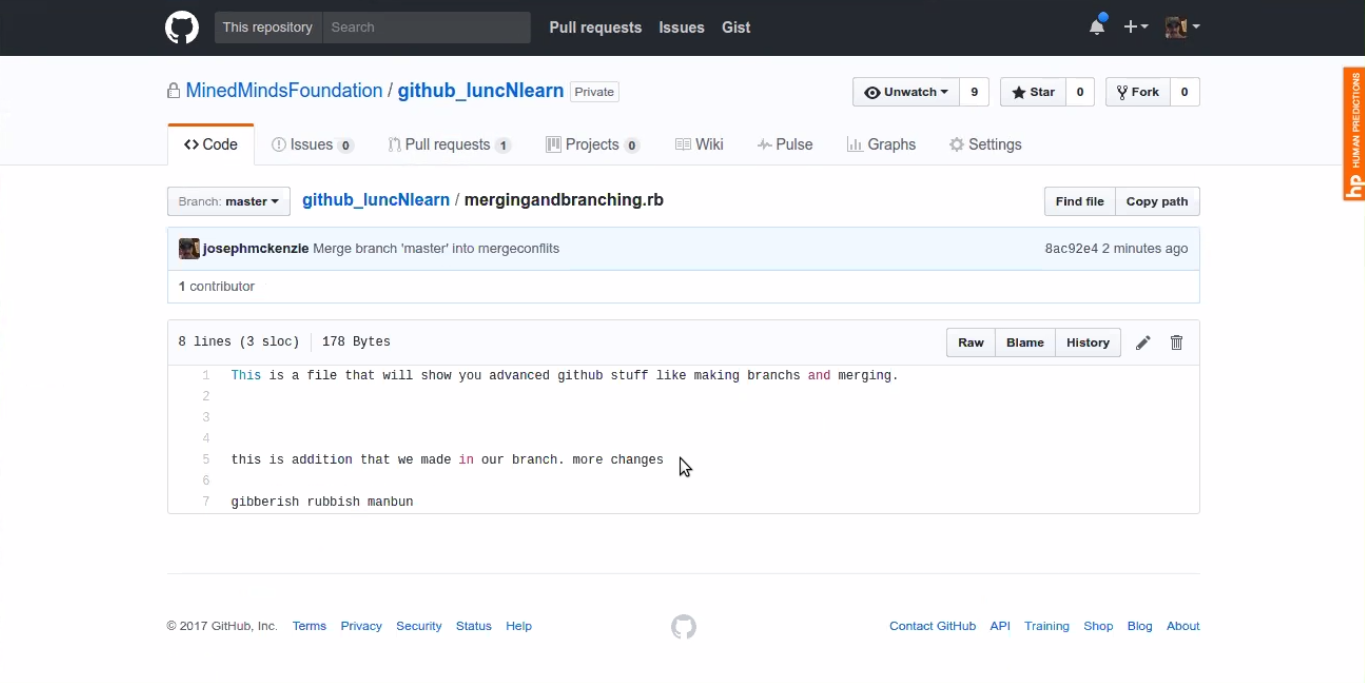 This repository Search Pull requests Issues Gist
MinedMindsFoundation / github_luncNlearn Private Unwatch 9 Star 0 Fork 0
Code Issues 0 Pull requests 1 Projects 0 Wiki Pulse Graphs Settings
HUMAN PREDICTIONS
hp
Branch: master github_luncNlearn / mergingandbranching.rb Find file Copy path
josephmckenzie Merge branch 'master' into mergeconflits 8ac92e4 2 minutes ago
1 contributor
8 lines (3 sloc) 178 Bytes Raw Blame History
1 This is a file that will show you advanced github stuff like making branchs and merging.
2
3
4
5 this is addition that we made in our branch. more changes
6
7 gibberish rubbish manbun
© 2017 GitHub, Inc. Terms Privacy Security Status Help Contact GitHub API Training Shop Blog About